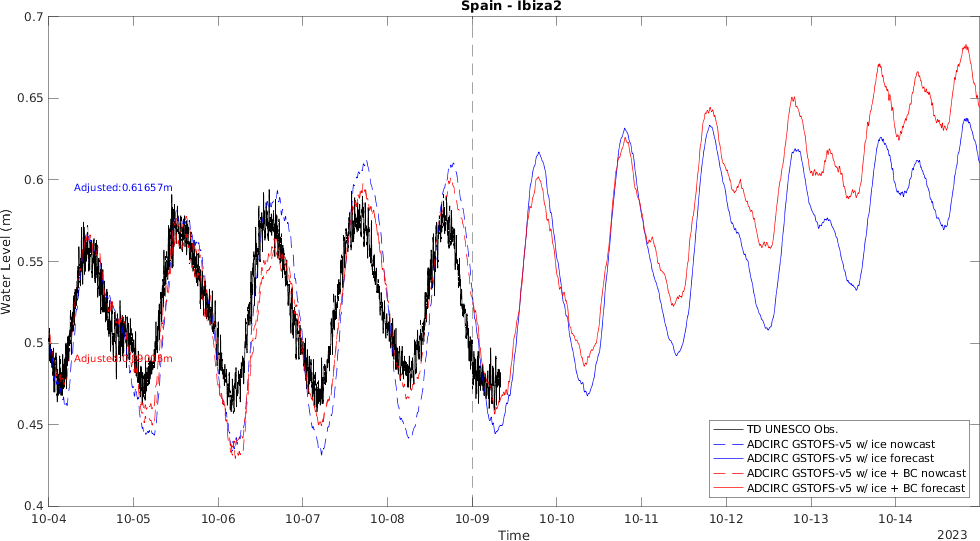 Spain - Ibiza2
0.7
0.65
0.6
0.55
0.5
0.45
0.4
Water Level (m)
Adjusted:0.61657m
Adjusted:
TD UNESCO Obs.
ADCIRC GSTOFS-v5 w/ ice nowcast
ADCIRC GSTOFS-v5 w/ ice forecast
ADCIRC GSTOFS-v5 w/ ice + BC nowcast
ADCIRC GSTOFS-v5 w/ ice + BC forecast
10-04 10-05 10-06 10-07 10-08 10-09 10-10 10-11 10-12 10-13 10-14
Time
2023